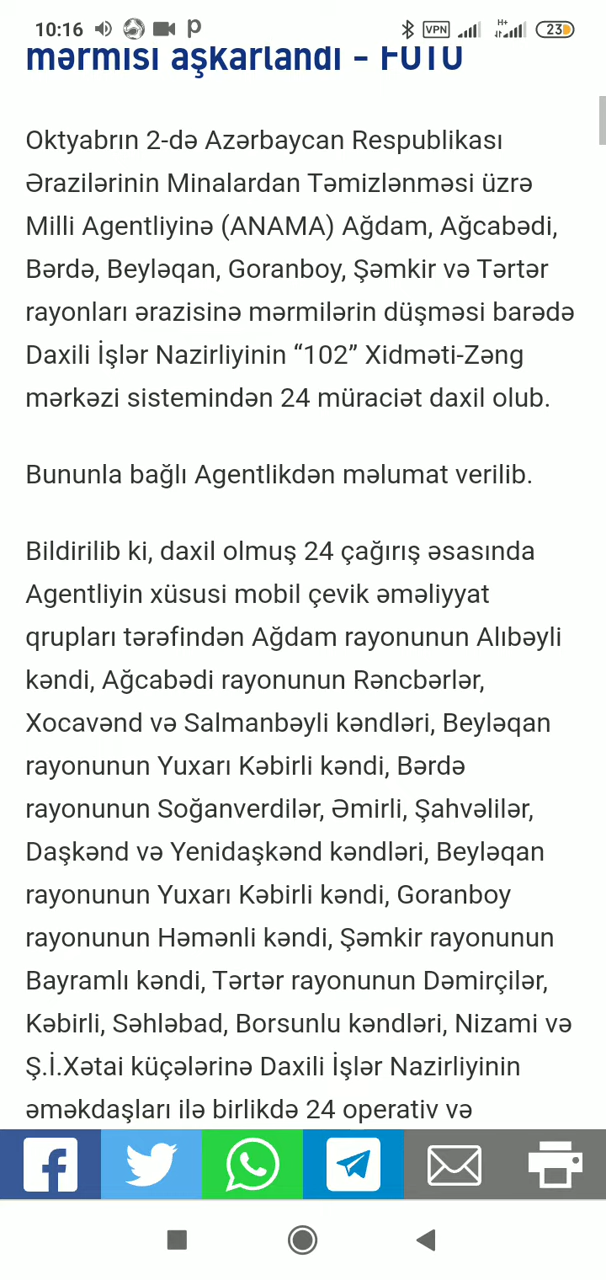 10:16
VPN
H+
23
mərmisi aşkarlandı – FOTO
Oktyabrın 2-də Azərbaycan Respublikası
Ərazilərinin Minalardan Təmizlənməsi üzrə
Milli Agentliyinə (ANAMA) Ağdam, Ağcabədi,
Bərdə, Beyləqan, Goranboy, Şəmkir və Tərtər
rayonları ərazisinə mərmilərin düşməsi barədə
Daxili İşlər Nazirliyinin “102” Xidməti-Zəng
mərkəzi sistemindən 24 müraciət daxil olub.
Bununla bağlı Agentlikdən məlumat verilib.
Bildirilib ki, daxil olmuş 24 çağırış əsasında
Agentliyin xüsusi mobil çevik əməliyyat
qrupları tərəfindən Ağdam rayonunun Alıbəyli
kəndi, Ağcabədi rayonunun Rəncbərlər,
Xocavənd və Salmanbəyli kəndləri, Beyləqan
rayonunun Yuxarı Kəbirli kəndi, Bərdə
rayonunun Soğanverdilər, Əmirli, Şahvəlilər,
Daşkənd və Yenidaşkənd kəndləri, Beyləqan
rayonunun Yuxarı Kəbirli kəndi, Goranboy
rayonunun Həmənli kəndi, Şəmkir rayonunun
Bayramlı kəndi, Tərtər rayonunun Dəmirçilər,
Kəbirli, Səhləbad, Borsunlu kəndləri, Nizami və
Ş.İ.Xətai küçələrinə Daxili İşlər Nazirliyinin
əməkdaşları ilə birlikdə 24 operativ və